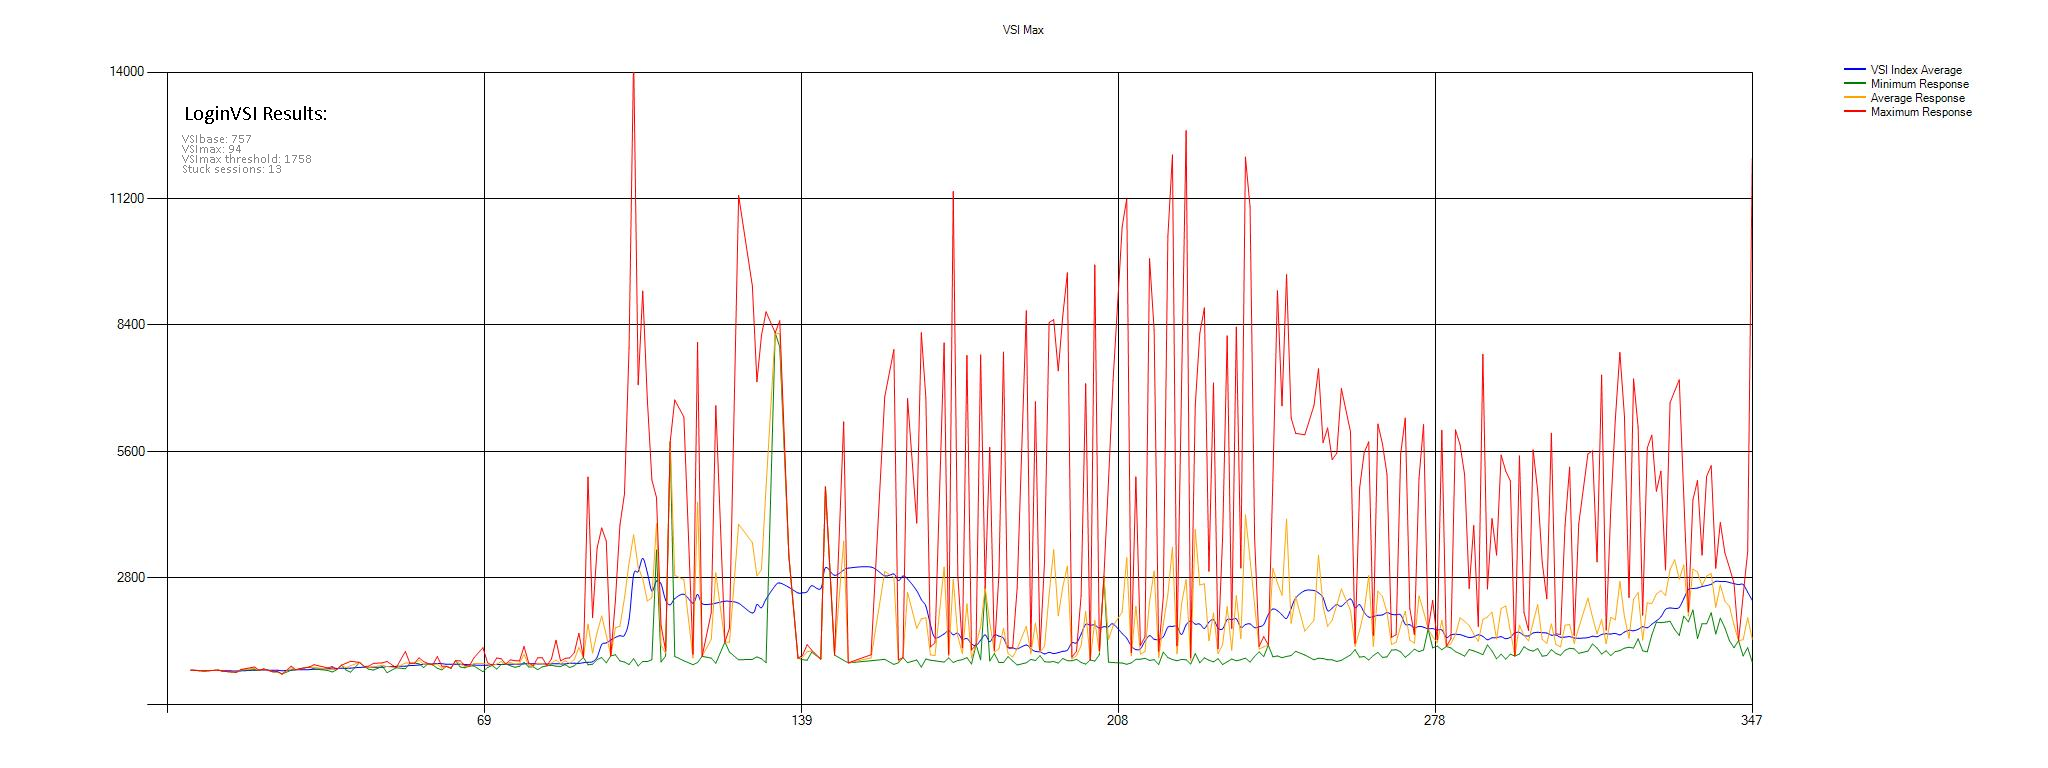 VSI Max
14000
11200
8400
5600
2800
LoginVSI Results:
VSIbase: 757
VSImax: 94
VSImax threshold: 1758
Stuck sessions: 13
VSI Index Average
Minimum Response
Average Response
Maximum Response
69
139
208
278
347